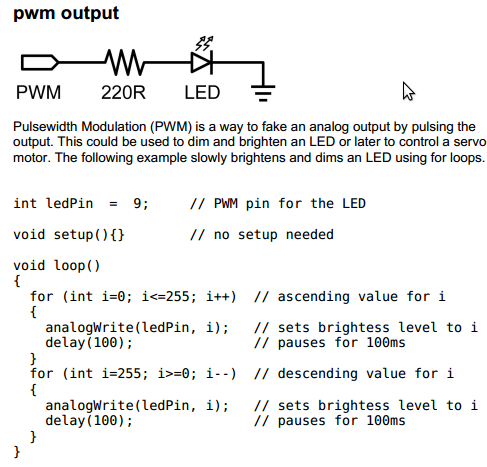 pwm output
PWM 220R LED
Pulsewidth Modulation (PWM) is a way to fake an analog output by pulsing the
output. This could be used to dim and brighten an LED or later to control a servo
motor. The following example slowly brightens and dims an LED using for loops.
int ledPin = 9; // PWM pin for the LED
void setup(){} // no setup needed
void loop()
{
for (int i=0; i<=255; i++) // ascending value for i
{
analogWrite(ledPin, i); // sets brightess level to i
delay(100); // pauses for 100ms
}
for (int i=255; i>=0; i--) // descending value for i
{
analogWrite(ledPin, i); // sets brightess level to i
delay(100); // pauses for 100ms
}
}